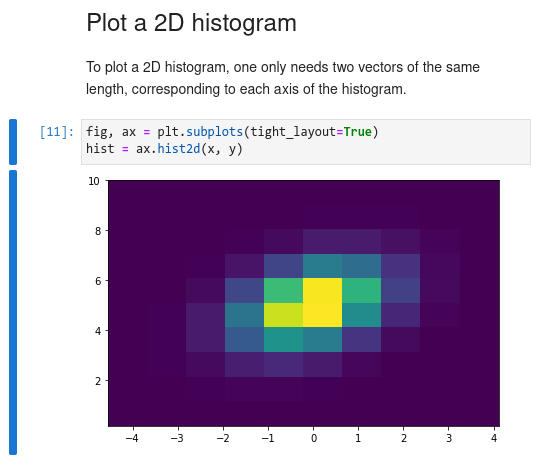 Plot a 2D histogram
To plot a 2D histogram, one only needs two vectors of the same
length, corresponding to each axis of the histogram.
[11]: fig, ax = plt.subplots(tight_layout=True)
hist = ax.hist2d(x, y)
10
8
6
4
2
−4 −3 −2 −1 0 1 2 3 4